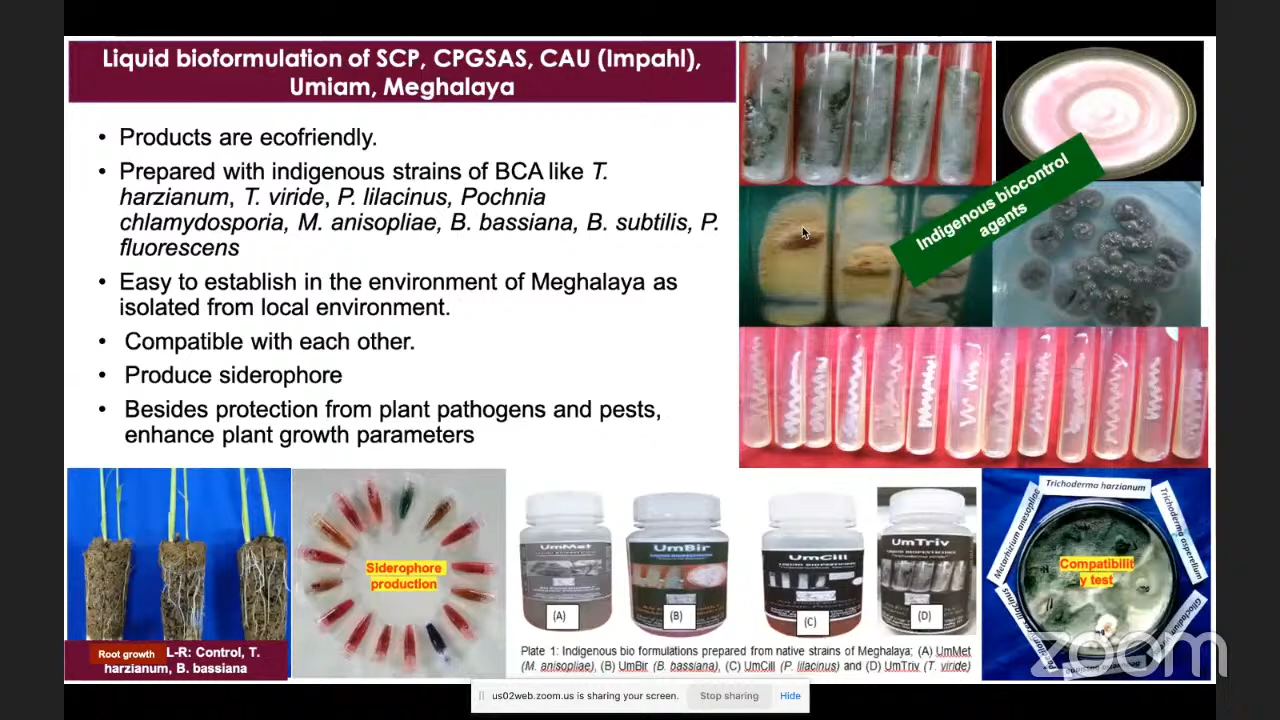 Liquid bioformulation of SCP, CPGSAS, CAU (Impahl),
Umiam, Meghalaya
• Products are ecofriendly.
• Prepared with indigenous strains of BCA like T.
harzianum, T. viride, P. lilacinus, Pochnia
chlamydosporia, M. anisopliae, B. bassiana, B. subtilis, P.
fluorescens
• Easy to establish in the environment of Meghalaya as
isolated from local environment.
• Compatible with each other.
• Produce siderophore
• Besides protection from plant pathogens and pests,
enhance plant growth parameters
Indigenous biocontrol
agents
Root growth L-R: Control, T.
harzianum, B. bassiana
Siderophore
production
UmMet
(A)
UmBir
(B)
UmCill
(C)
UmTriv
(D)
Plate 1: Indigenous bio formulations prepared from native strains of Meghalaya; (A) UmMet
(M. anisopliae), (B) UmBir (B. bassiana), (C) UmCill (P. lilacinus) and (D) UmTriv (T. viride)
Trichoderma harzianum
Trichoderma asperellum
Metarhizium anesopline
Compatibilit
y test
zoom
us02web.zoom.us is sharing your screen.
Stop sharing
Hide